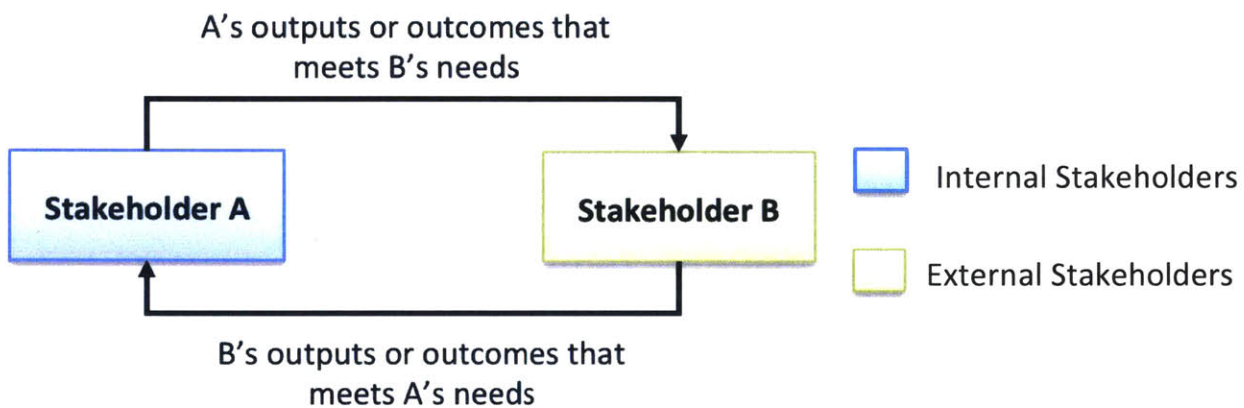 A's outputs or outcomes that
meets B's needs
Stakeholder A
Stakeholder B
Internal Stakeholders
External Stakeholders
B's outputs or outcomes that
meets A's needs